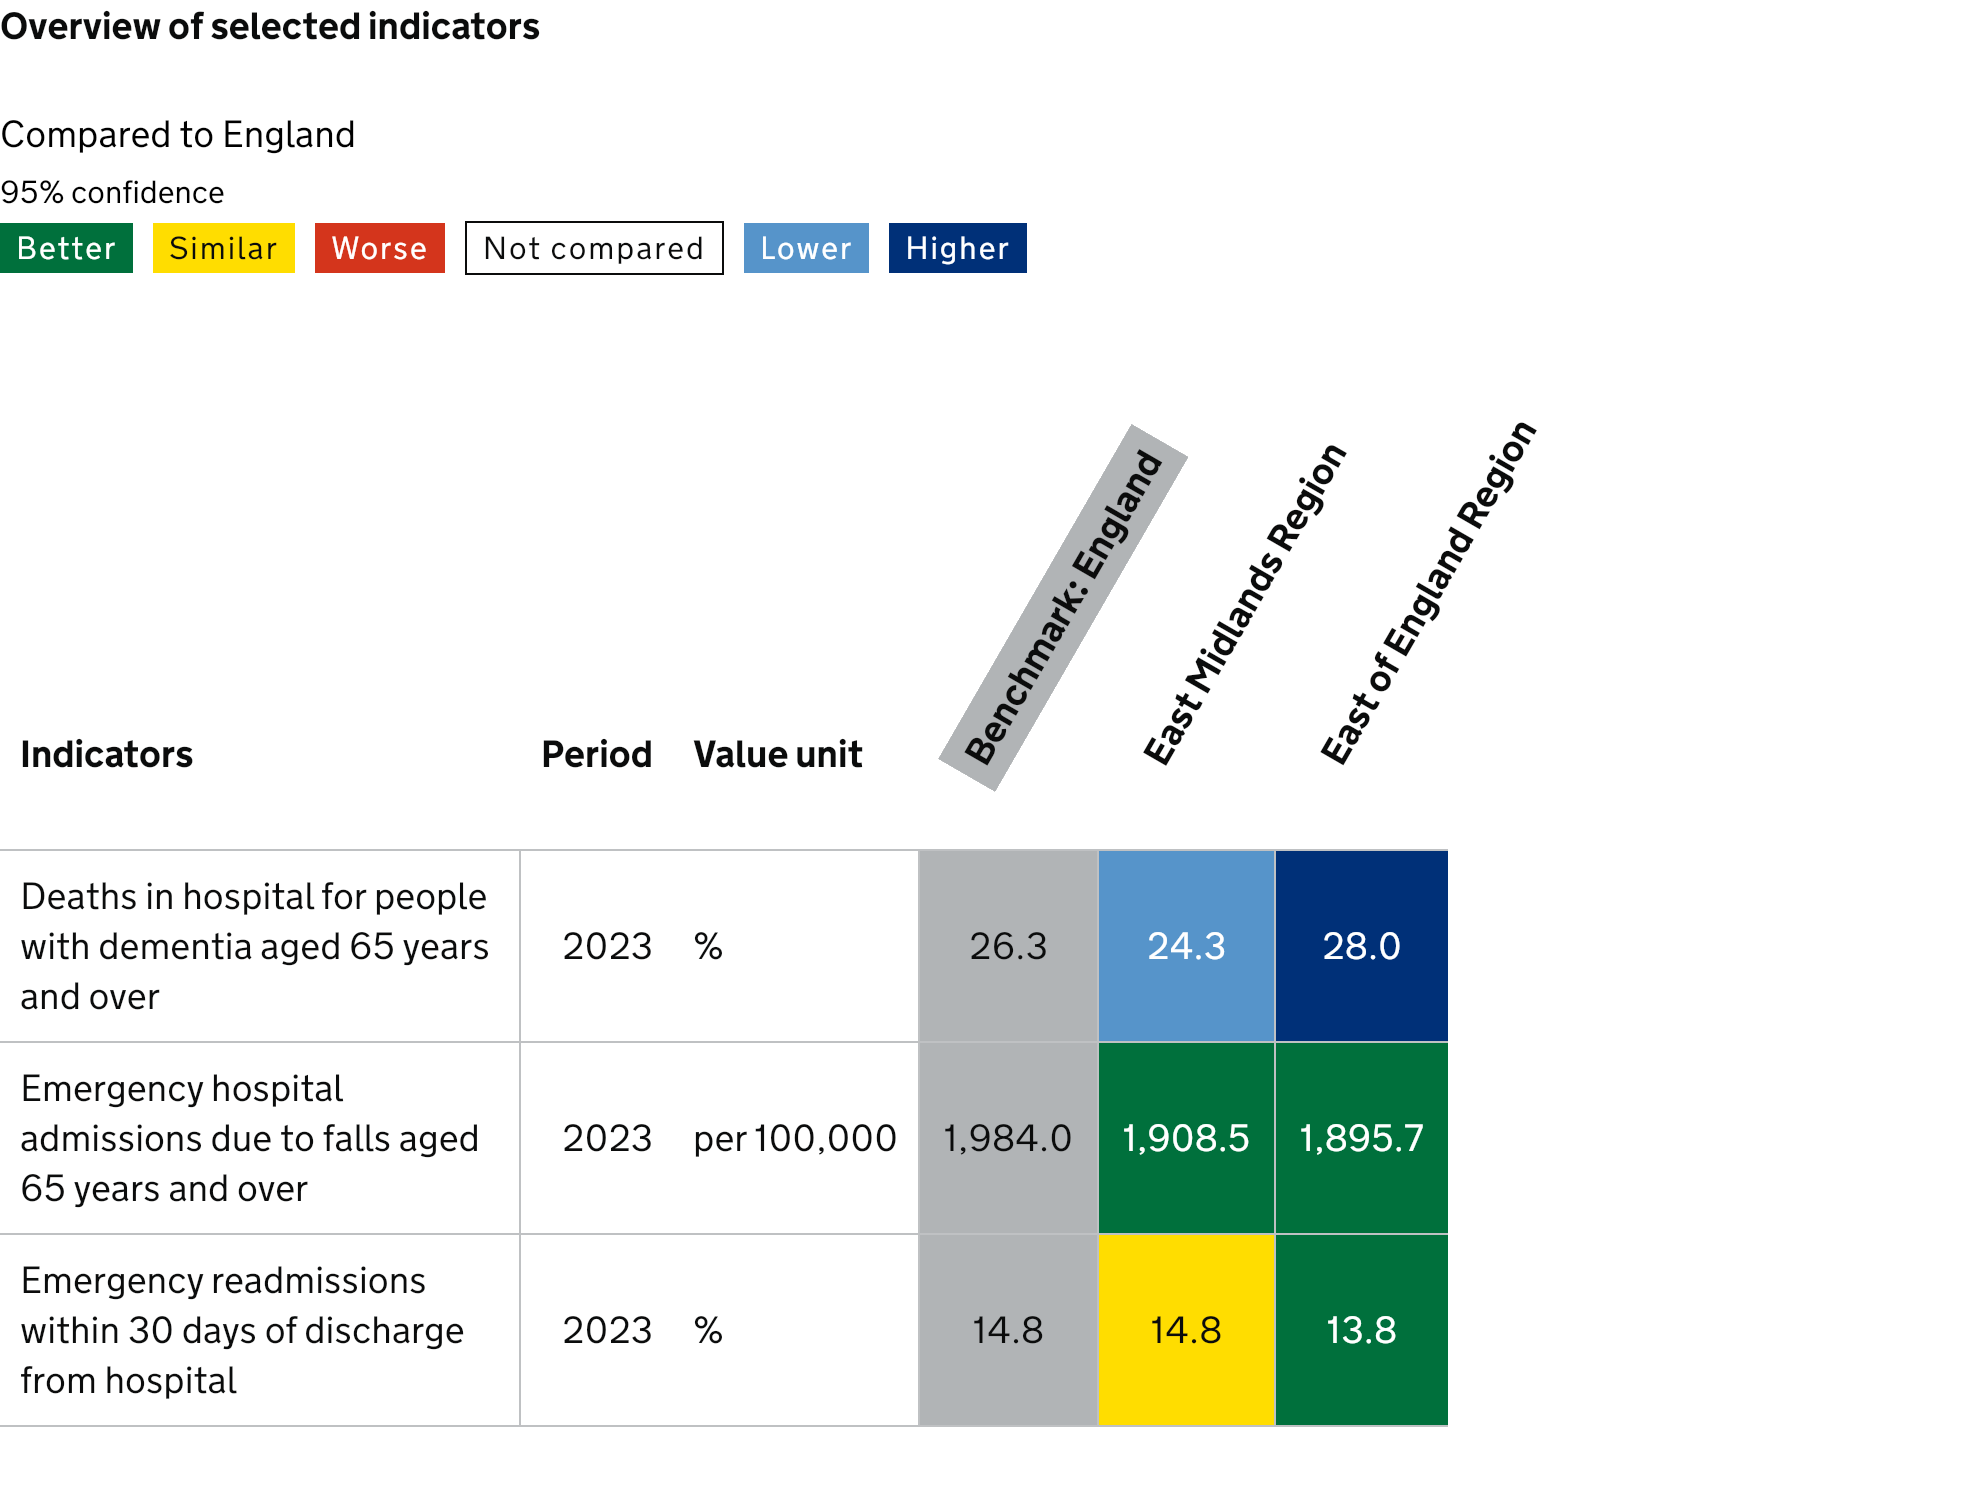 Overview of selected indicators
Compared to England
95% confidence
Better Similar Worse Not compared Lower Higher
Indicators Period Value unit Benchmark: England East Midlands Region East of England Region
Deaths in hospital for people
with dementia aged 65 years
and over
2023 % 26.3 24.3 28.0
Emergency hospital
admissions due to falls aged
65 years and over
2023 per 100,000 1,984.0 1,908.5 1,895.7
Emergency readmissions
within 30 days of discharge
from hospital
2023 % 14.8 14.8 13.8